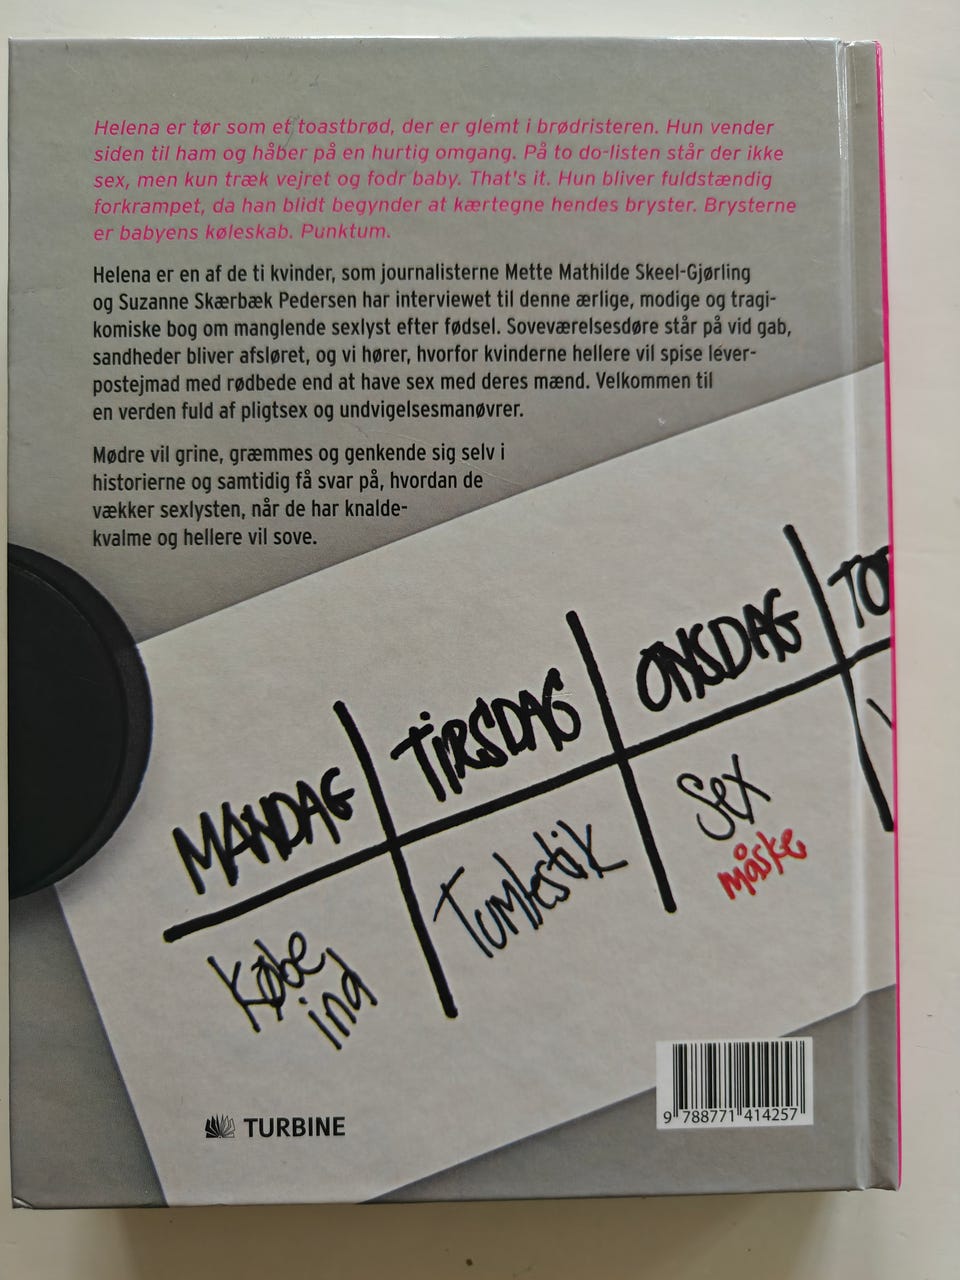 Helena er tør som et toastbrød, der er glemt i brødristeren. Hun vender
siden til ham og håber på en hurtig omgang. På to do-listen står der ikke
sex, men kun træk vejret og fodr baby. That's it. Hun bliver fuldstændig
forkrampet, da han blidt begynder at kærtegne hendes bryster. Brysterne
er babyens køleskab. Punktum.
Helena er en af de ti kvinder, som journalisterne Mette Mathilde Skeel-Gjørling
og Suzanne Skærbæk Pedersen har interviewet til denne ærlige, modige og tragi-
komiske bog om manglende sexlyst efter fødsel. Soveværelsesdøre står på vid gab,
sandheder bliver afsløret, og vi hører, hvorfor kvinderne hellere vil spise lever-
postejmad med rødbede end at have sex med deres mænd. Velkommen til
en verden fuld af pligtsex og undvigelsesmanøvrer.
Mødre vil grine, græmmes og genkende sig selv i
historierne og samtidig få svar på, hvordan de
vækker sexlysten, når de har knalde-
kvalme og hellere vil sove.
MANDAG TIRSDAG ONSDAG TO
Købe
ind
Tumlestik
Sex
måske
TURBINE
9 788771 414257